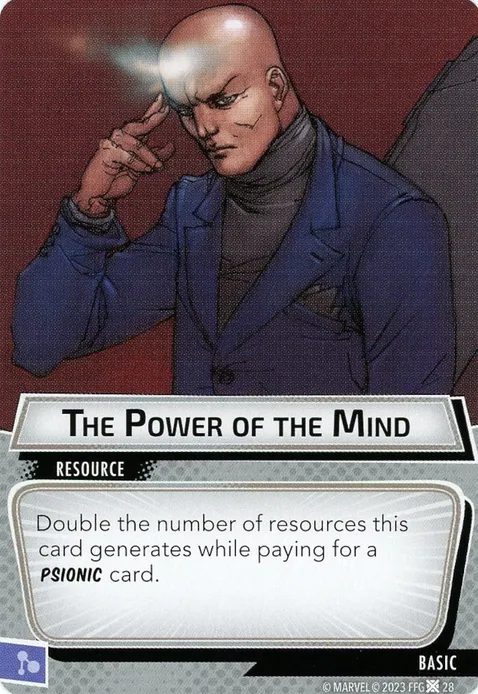 THE POWER OF THE MIND
RESOURCE
Double the number of resources this
card generates while paying for a
PSIONIC card.
BASIC
© MARVEL © 2023 FFG 28